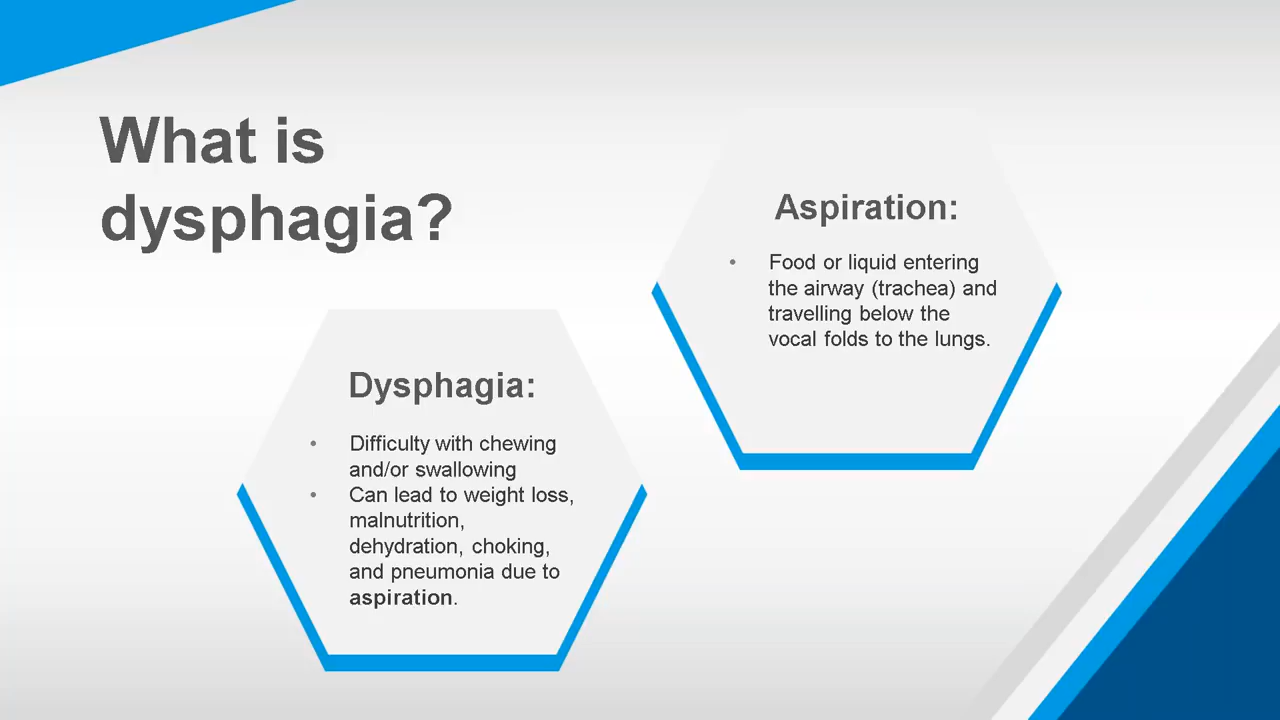 What is
dysphagia?
Dysphagia:
• Difficulty with chewing
and/or swallowing
• Can lead to weight loss,
malnutrition,
dehydration, choking,
and pneumonia due to
aspiration.
Aspiration:
• Food or liquid entering
the airway (trachea) and
travelling below the
vocal folds to the lungs.